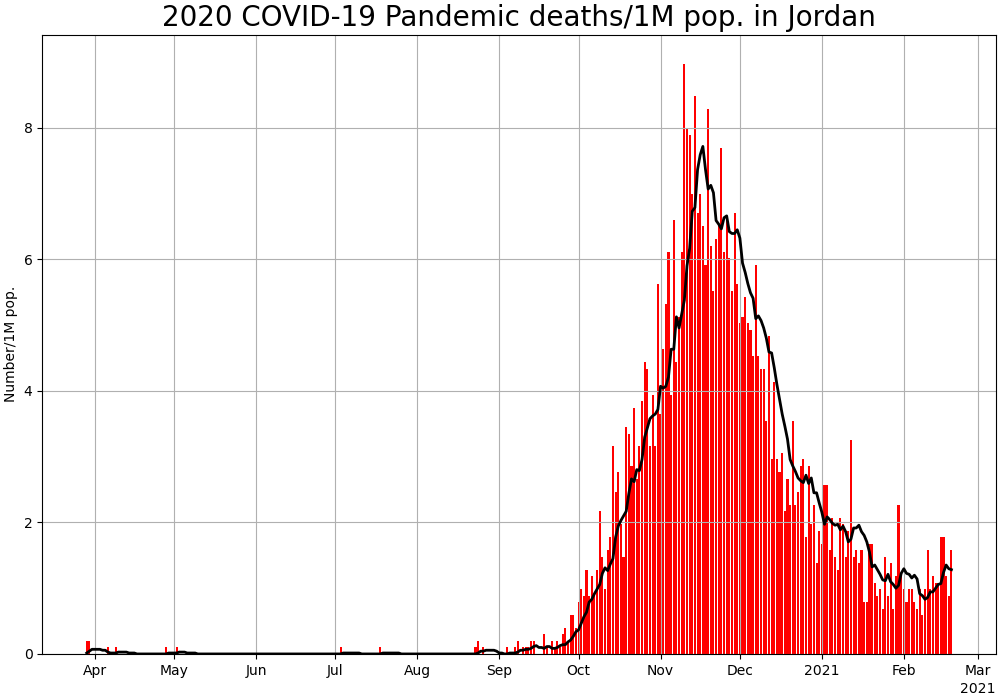 2020 COVID-19 Pandemic deaths/1M pop. in Jordan
Number/1M pop.
8
6
4
2
0
Apr May Jun Jul Aug Sep Oct Nov Dec 2021 Feb Mar
2021